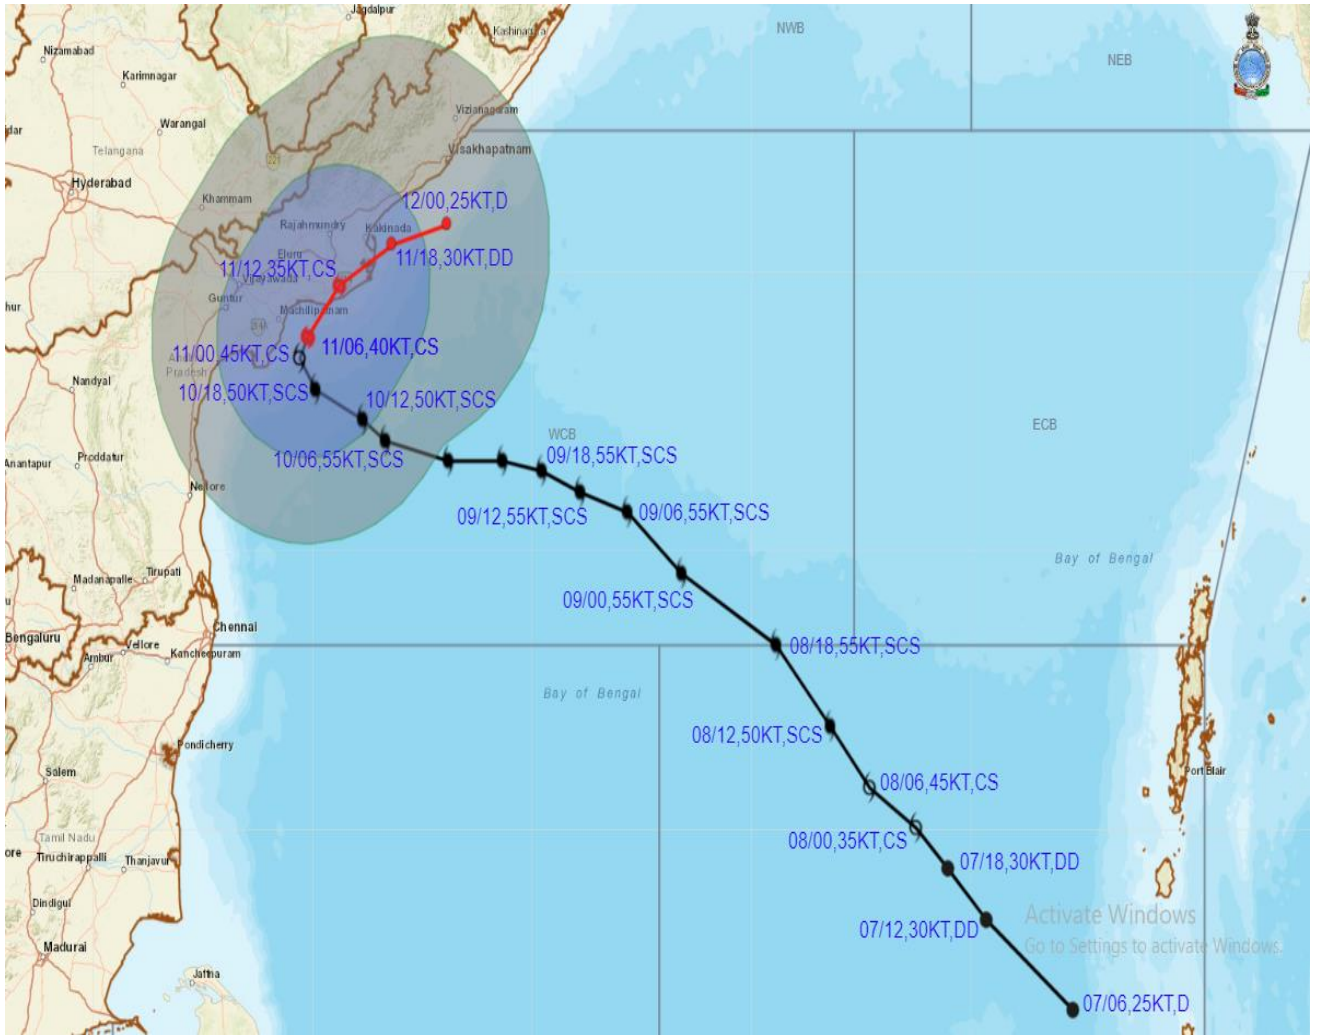 Jagdalpur
NWB
NEB
Nizamabad
Karimnagar
Warangal
Telangana
Hyderabad
Khammam
Vizianagaram
Visakhapatnam
12/00,25KT,D
Rajahmundry
Kakinada
11/18,30KT,DD
Eluru
11/12,35KT,CS
Vijayawada
Guntur
Machilipatnam
11/06,40KT,CS
11/00,45KT,CS
Pradesh
10/18,50KT,SCS
Nandyal
10/12,50KT,SCS
WCB
ECB
10/06,55KT,SCS
09/18,55KT,SCS
Anantapur
Proddatur
Nellore
09/12,55KT,SCS
09/06,55KT,SCS
Bay of Bengal
Madanapalle
Tirupati
09/00,55KT,SCS
Chennai
Bengaluru
Vellore
Kancheepuram
Ambur
08/18,55KT,SCS
Bay of Bengal
08/12,50KT,SCS
Pondicherry
Salem
Port Blair
08/06,45KT,CS
08/00,35KT,CS
Tamil Nadu
ore
Tiruchirappalli
Thanjavur
07/18,30KT,DD
Dindigul
07/12,30KT,DD
Activate Windows
Go to Settings to activate Windows.
Madurai
Jaffna
07/06,25KT,D